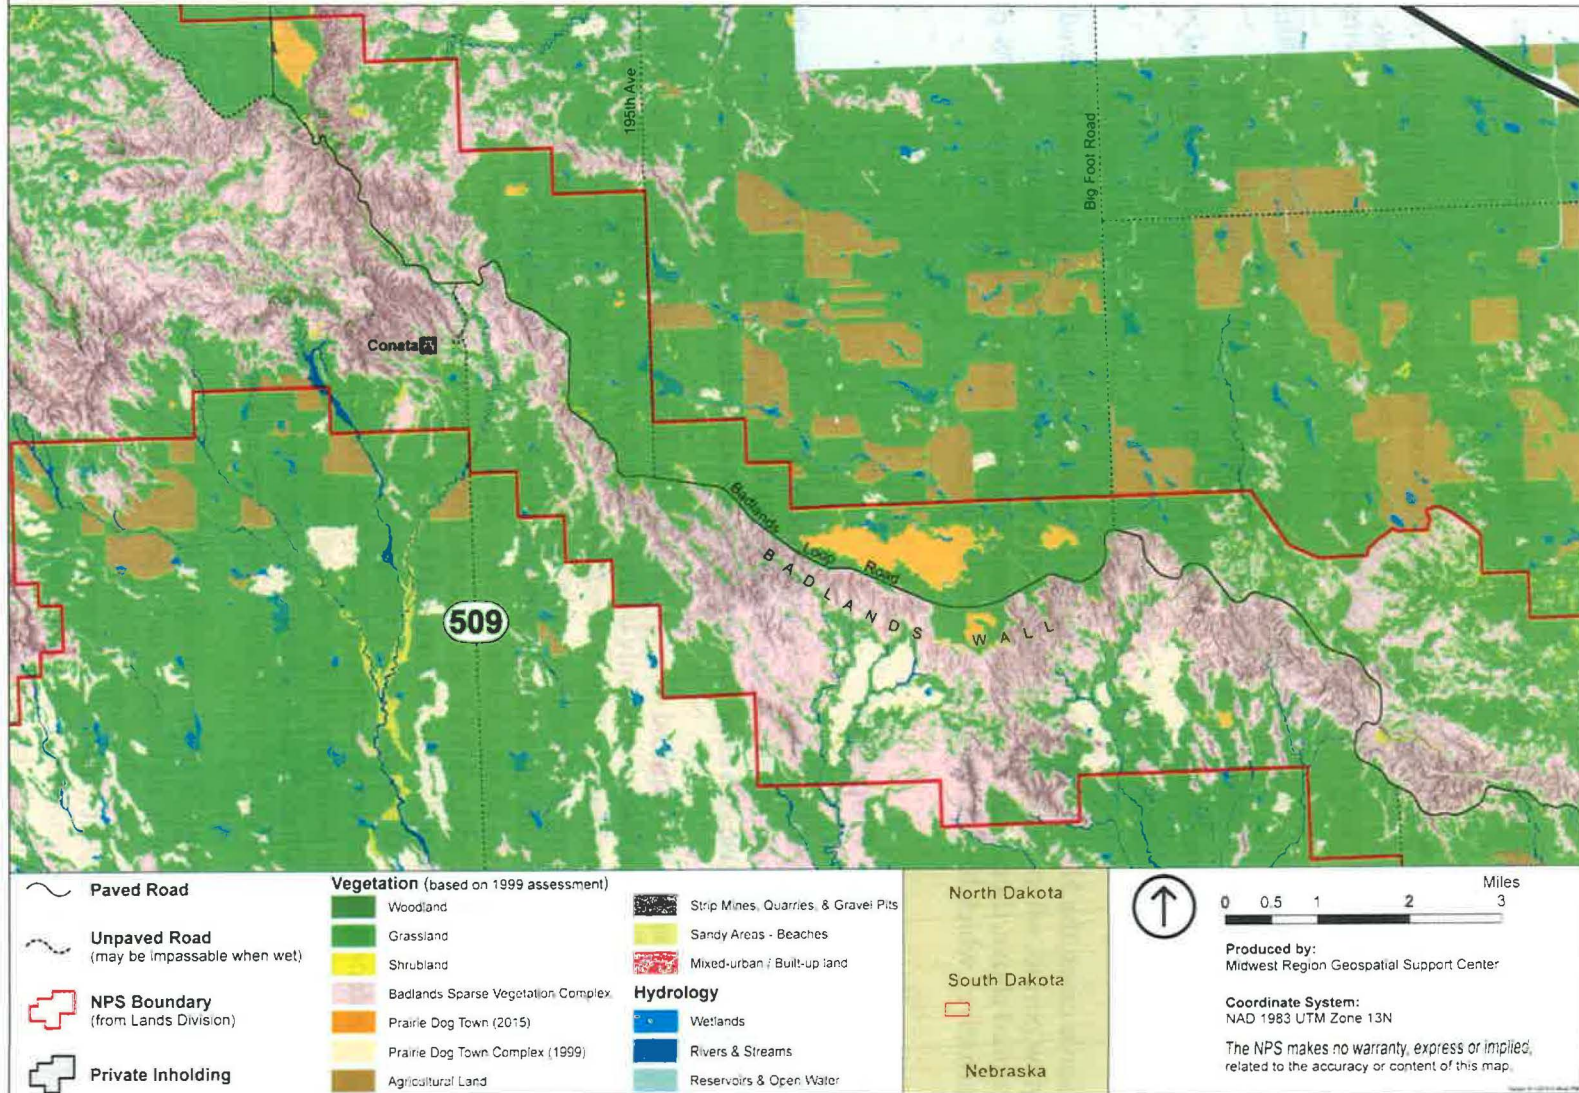 195th Ave
Big Foot Road
Conata
Badlands
Loop
Road
BADLANDS WALL
509
Paved Road
Unpaved Road
(may be impassable when wet)
NPS Boundary
(from Lands Division)
Private Inholding
Vegetation (based on 1999 assessment)
Woodland
Grassland
Shrubland
Badlands Sparse Vegetation Complex
Prairie Dog Town (2015)
Prairie Dog Town Complex (1999)
Agricultural Land
Strip Mines, Quarries, & Gravel Pits
Sandy Areas - Beaches
Mixed-urban / Built-up land
Hydrology
Wetlands
Rivers & Streams
Reservoirs & Open Water
North Dakota
South Dakota
Nebraska
Miles
0 0.5 1 2 3
Produced by:
Midwest Region Geospatial Support Center
Coordinate System:
NAD 1983 UTM Zone 13N
The NPS makes no warranty, express or implied,
related to the accuracy or content of this map.